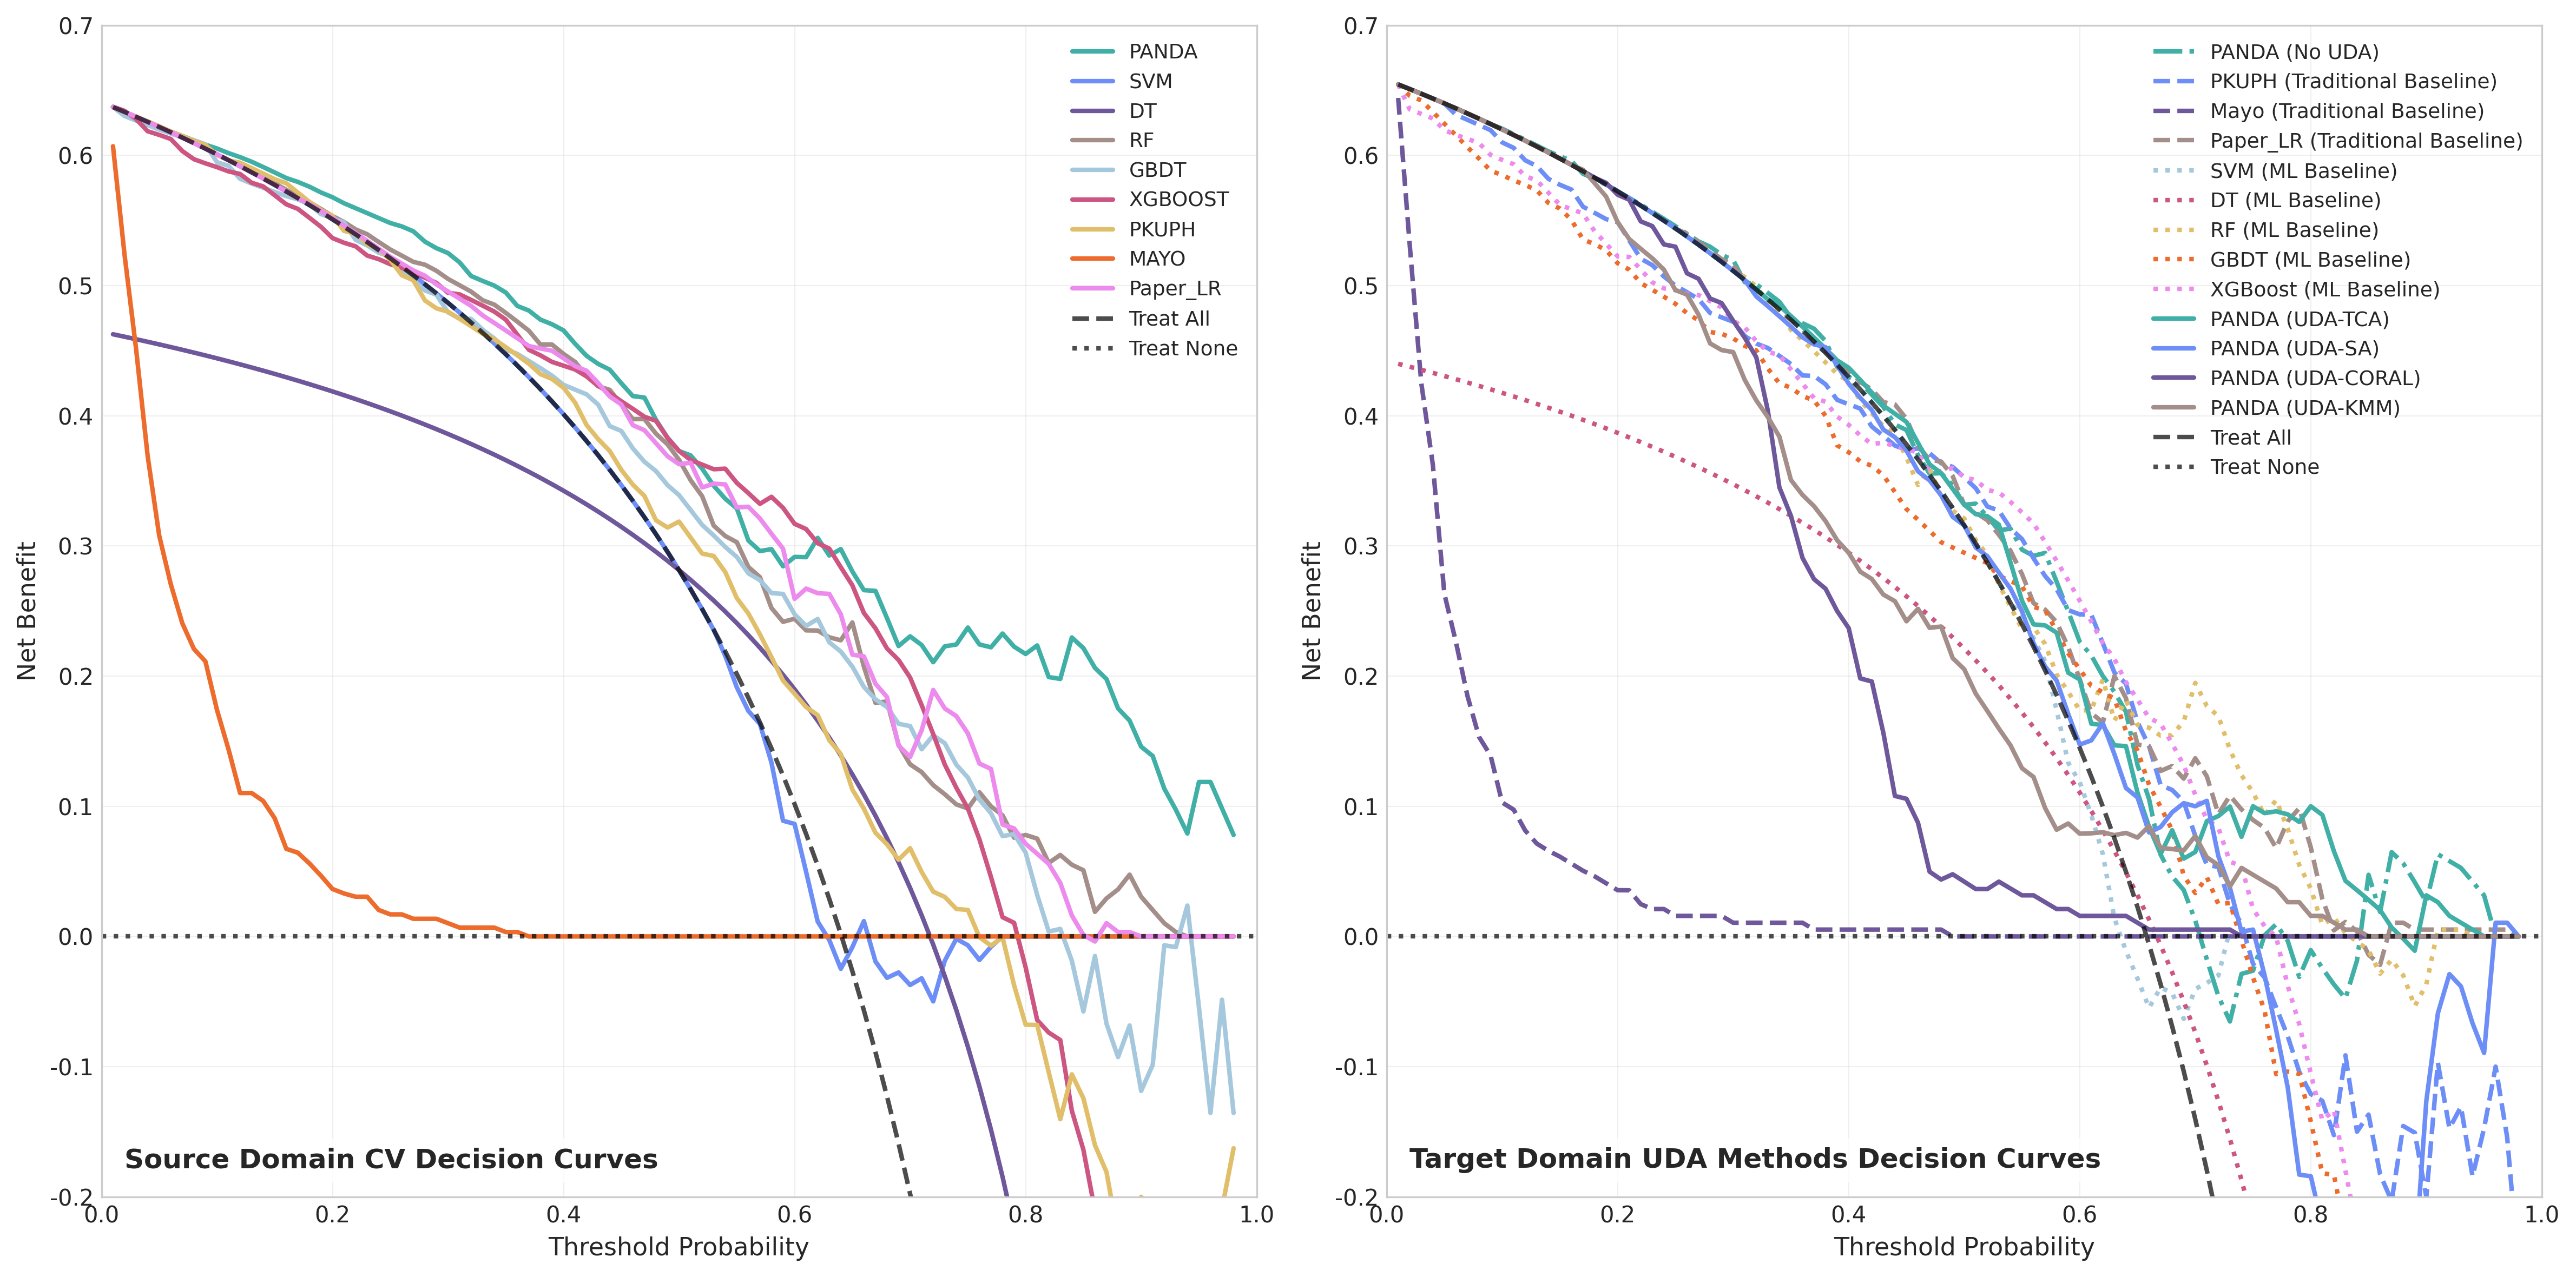 0.7
0.6
0.5
0.4
0.3
0.2
0.1
0.0
-0.1
-0.2
Net Benefit
PANDA
SVM
DT
RF
GBDT
XGBOOST
PKUPH
MAYO
Paper_LR
Treat All
Treat None
Source Domain CV Decision Curves
0.0 0.2 0.4 0.6 0.8 1.0
Threshold Probability
0.7
0.6
0.5
0.4
0.3
0.2
0.1
0.0
-0.1
-0.2
Net Benefit
PANDA (No UDA)
PKUPH (Traditional Baseline)
Mayo (Traditional Baseline)
Paper_LR (Traditional Baseline)
SVM (ML Baseline)
DT (ML Baseline)
RF (ML Baseline)
GBDT (ML Baseline)
XGBoost (ML Baseline)
PANDA (UDA-TCA)
PANDA (UDA-SA)
PANDA (UDA-CORAL)
PANDA (UDA-KMM)
Treat All
Treat None
Target Domain UDA Methods Decision Curves
0.0 0.2 0.4 0.6 0.8 1.0
Threshold Probability